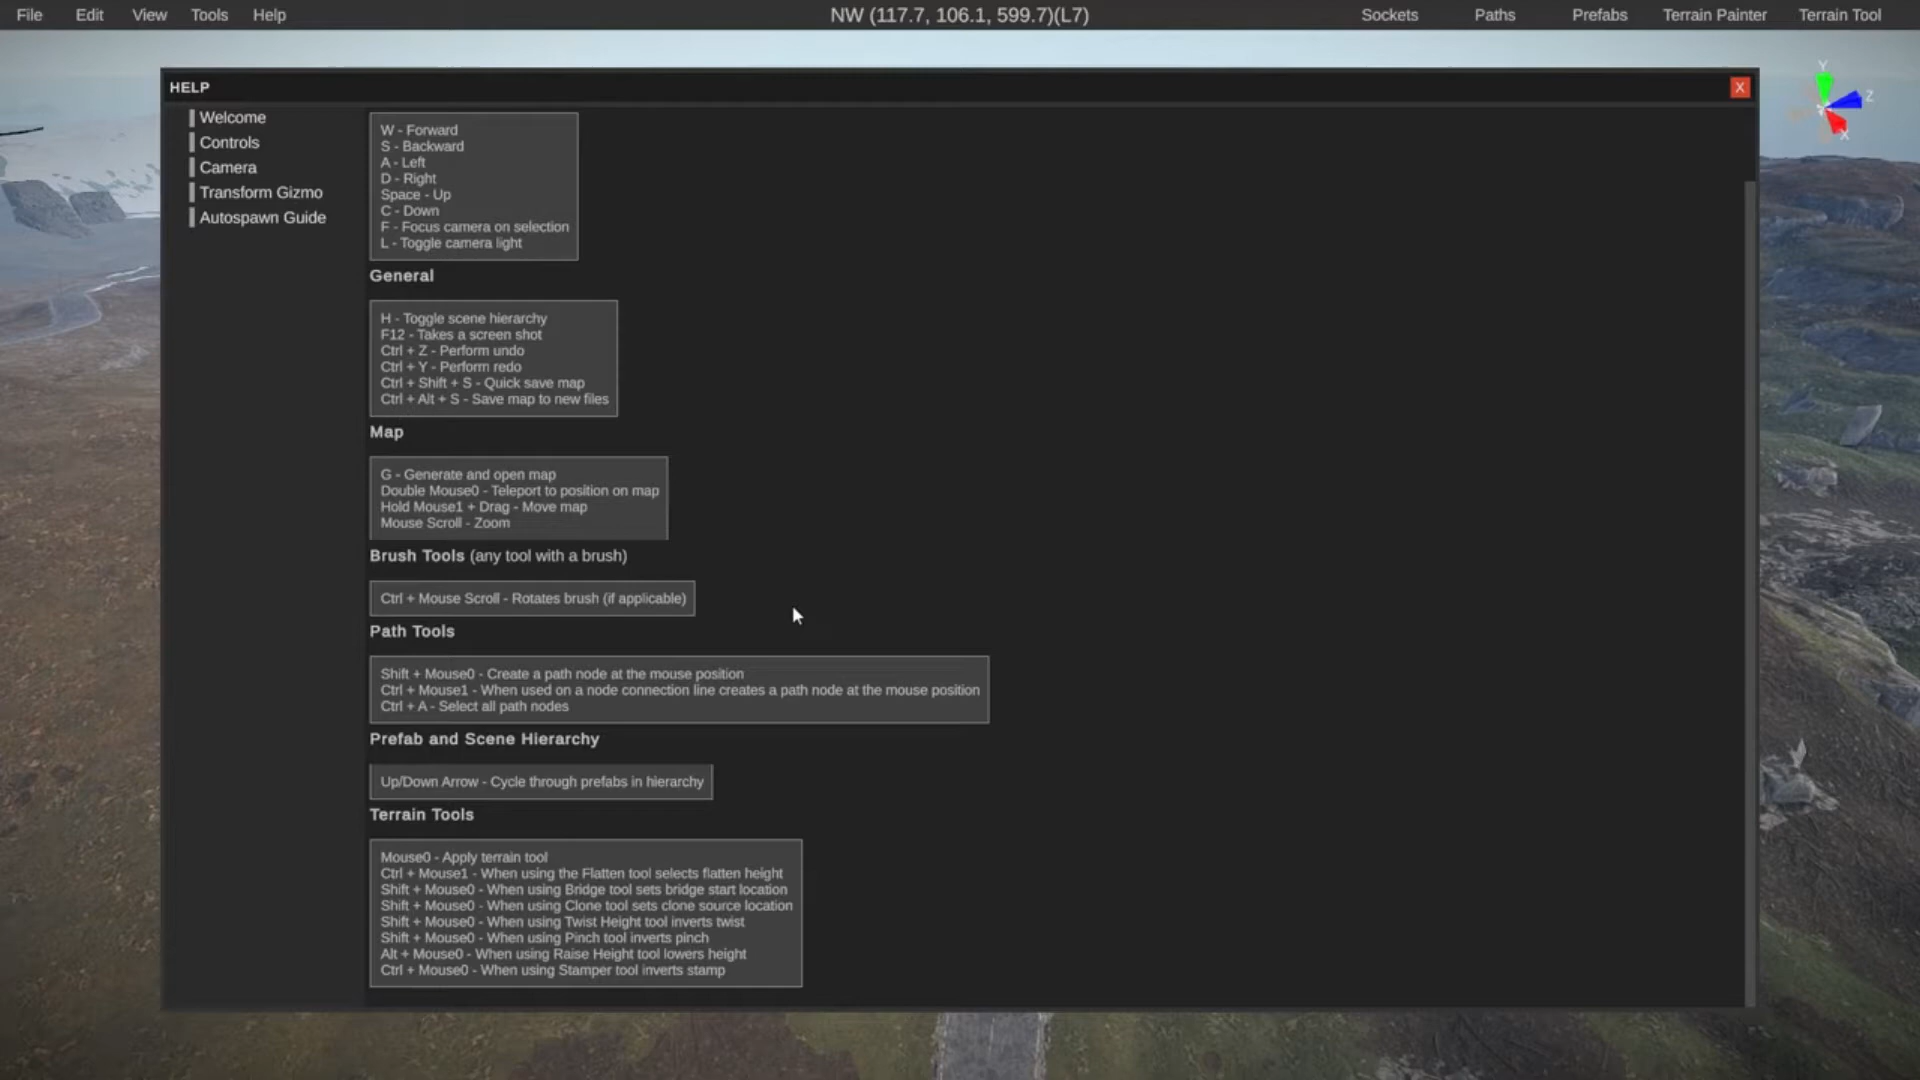 File Edit View Tools Help NW (117.7, 106.1, 599.7)(L7) Sockets Paths Prefabs Terrain Painter Terrain Tool
HELP X
Welcome
Controls
Camera
Transform Gizmo
Autospawn Guide
W - Forward
S - Backward
A - Left
D - Right
Space - Up
C - Down
F - Focus camera on selection
L - Toggle camera light
General
H - Toggle scene hierarchy
F12 - Takes a screen shot
Ctrl + Z - Perform undo
Ctrl + Y - Perform redo
Ctrl + Shift + S - Quick save map
Ctrl + Alt + S - Save map to new files
Map
G - Generate and open map
Double Mouse0 - Teleport to position on map
Hold Mouse1 + Drag - Move map
Mouse Scroll - Zoom
Brush Tools (any tool with a brush)
Ctrl + Mouse Scroll - Rotates brush (if applicable)
Path Tools
Shift + Mouse0 - Create a path node at the mouse position
Ctrl + Mouse1 - When used on a node connection line creates a path node at the mouse position
Ctrl + A - Select all path nodes
Prefab and Scene Hierarchy
Up/Down Arrow - Cycle through prefabs in hierarchy
Terrain Tools
Mouse0 - Apply terrain tool
Ctrl + Mouse1 - When using the Flatten tool selects flatten height
Shift + Mouse0 - When using Bridge tool sets bridge start location
Shift + Mouse0 - When using Clone tool sets clone source location
Shift + Mouse0 - When using Twist Height tool inverts twist
Shift + Mouse0 - When using Pinch tool inverts pinch
Alt + Mouse0 - When using Raise Height tool lowers height
Ctrl + Mouse0 - When using Stamper tool inverts stamp
Y
Z
X